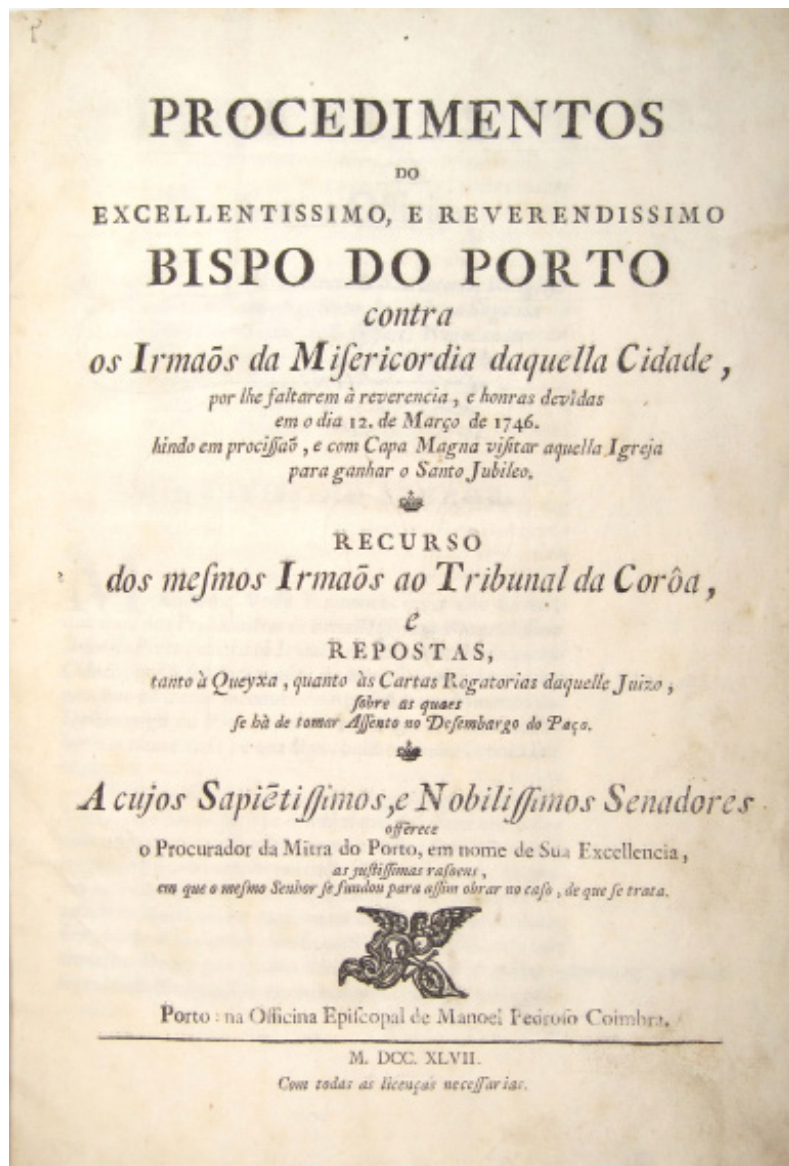 PROCEDIMENTOS
DO
EXCELLENTISSIMO, E REVERENDISSIMO
BISPO DO PORTO
contra
os Irmaõs da Miſericordia daquella Cidade,
por lhe faltarem à reverencia, e honras devîdas
em o dia 12. de Março de 1746.
hindo em prociſſaõ, e com Capa Magna viſitar aquella Igreja
para ganhar o Santo Jubileo.
RECURSO
dos meſmos Irmaõs ao Tribunal da Corôa,
e
REPOSTAS,
tanto à Queyxa, quanto às Cartas Rogatorias daquelle Juizo,
ſobre as quaes
ſe hà de tomar Aſſento no Deſembargo do Paço.
A cujos Sapiētiſſimos, e Nobiliſſimos Senadores
offerece
o Procurador da Mitra do Porto, em nome de Sua Excellencia,
as juſtiſſimas raſoens,
em que o meſmo Senhor ſe fundou para aſſim obrar no caſo, de que ſe trata.
Porto: na Officina Epiſcopal de Manoel Pedroſo Coimbra.
M. DCC. XLVII.
Com todas as licenças neceſſarias.